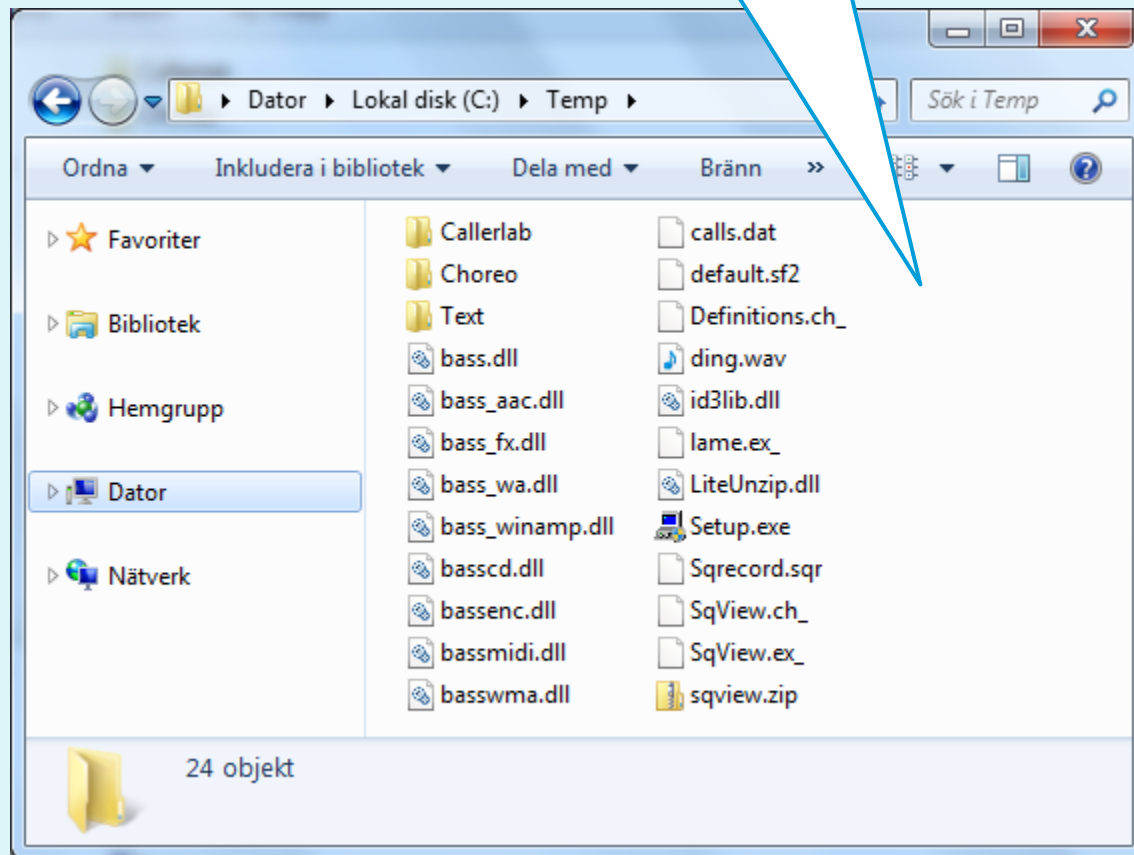 Dator ▸ Lokal disk (C:) ▸ Temp ▸
Sök i Temp
Ordna Inkludera i bibliotek Dela med Bränn »
Favoriter
Bibliotek
Hemgrupp
Dator
Nätverk
Callerlab
Choreo
Text
bass.dll
bass_aac.dll
bass_fx.dll
bass_wa.dll
bass_winamp.dll
basscd.dll
bassenc.dll
bassmidi.dll
basswma.dll
calls.dat
default.sf2
Definitions.ch_
ding.wav
id3lib.dll
lame.ex_
LiteUnzip.dll
Setup.exe
Sqrecord.sqr
SqView.ch_
SqView.ex_
sqview.zip
24 objekt